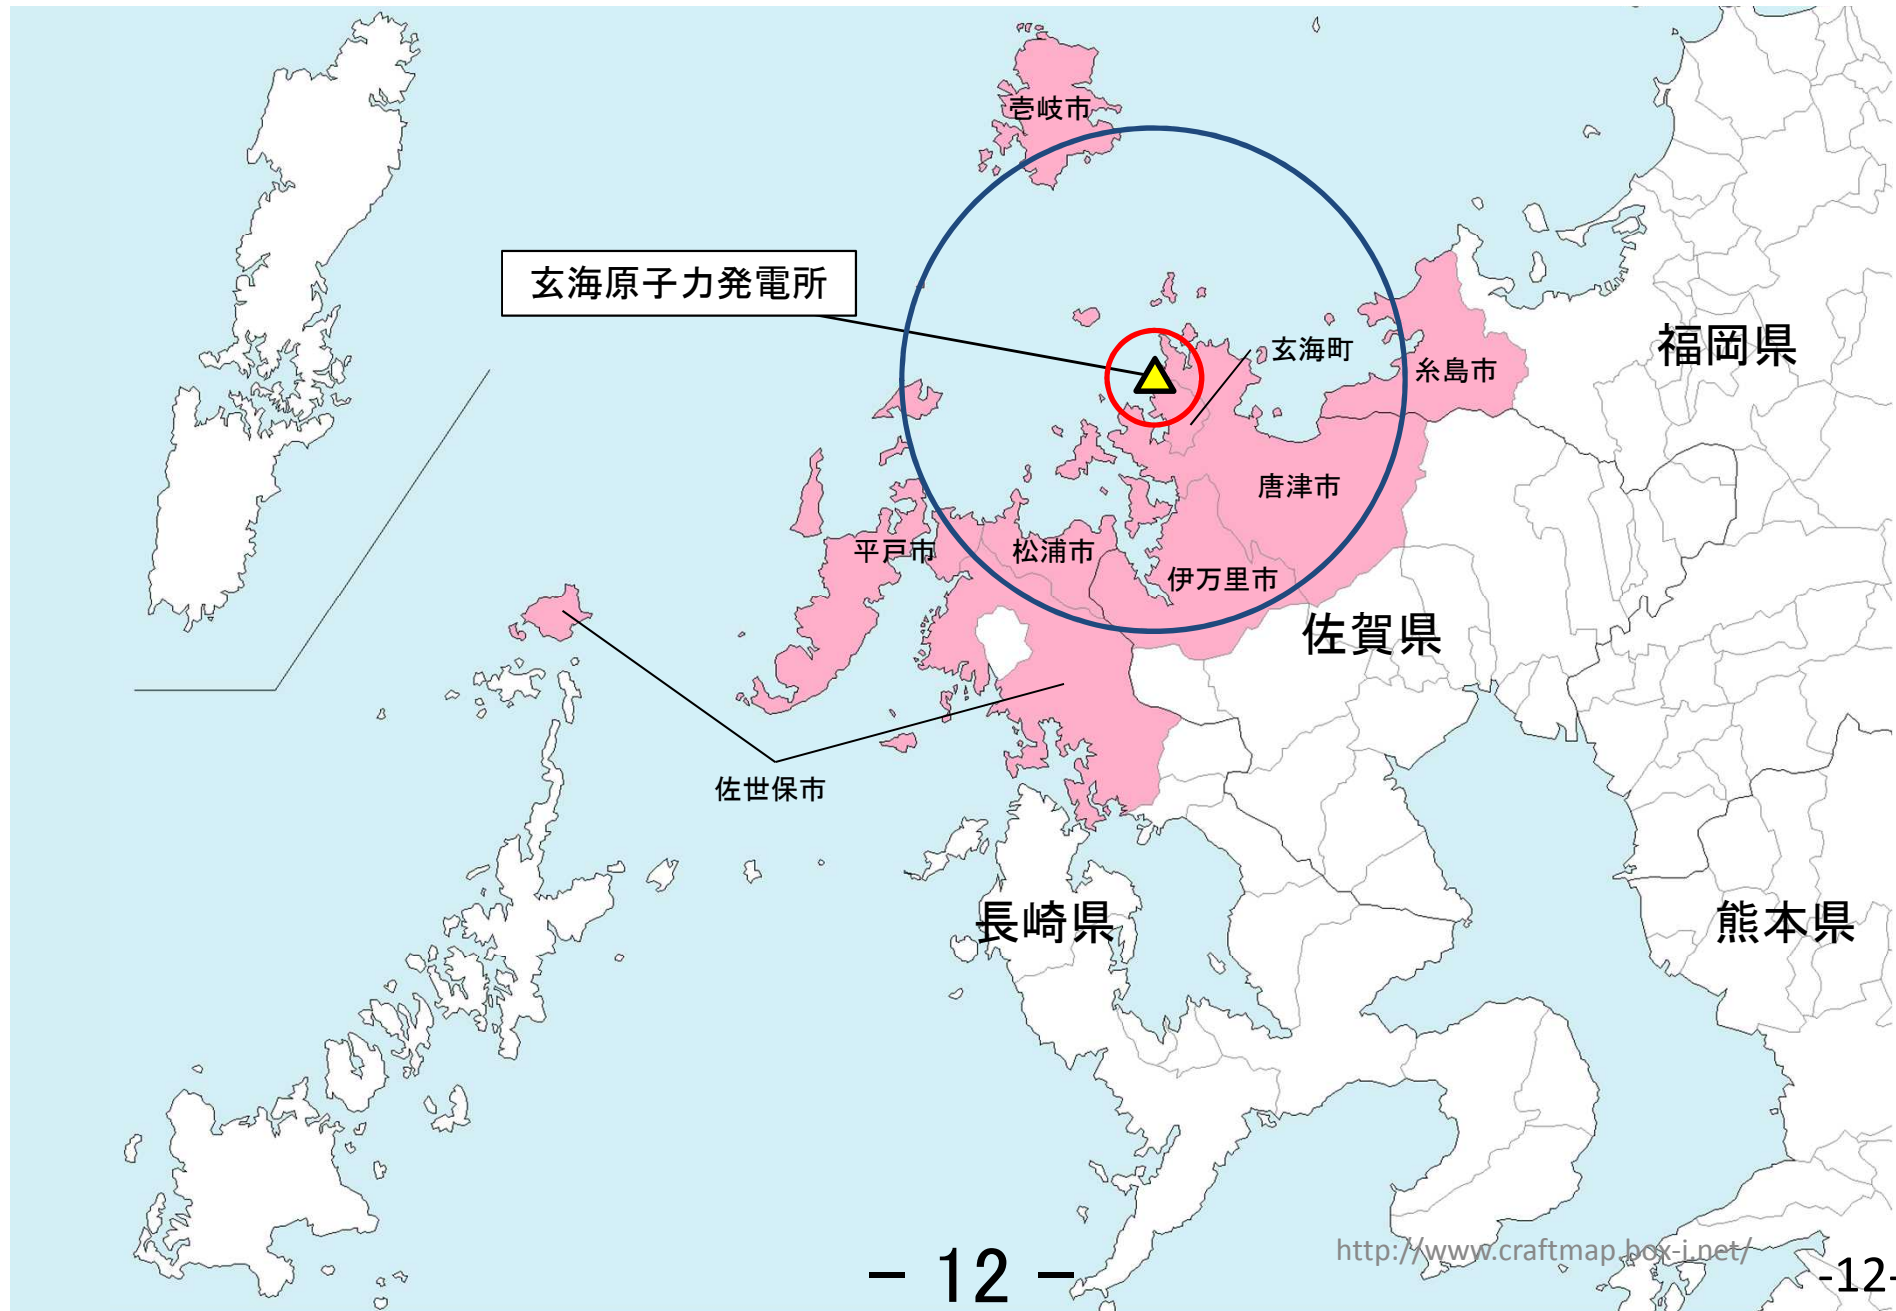 壱岐市
玄海原子力発電所
玄海町
福岡県
糸島市
唐津市
平戸市
松浦市
伊万里市
佐賀県
佐世保市
長崎県
熊本県
http://www.craftmap.box-i.net/
- 12 -
-12-